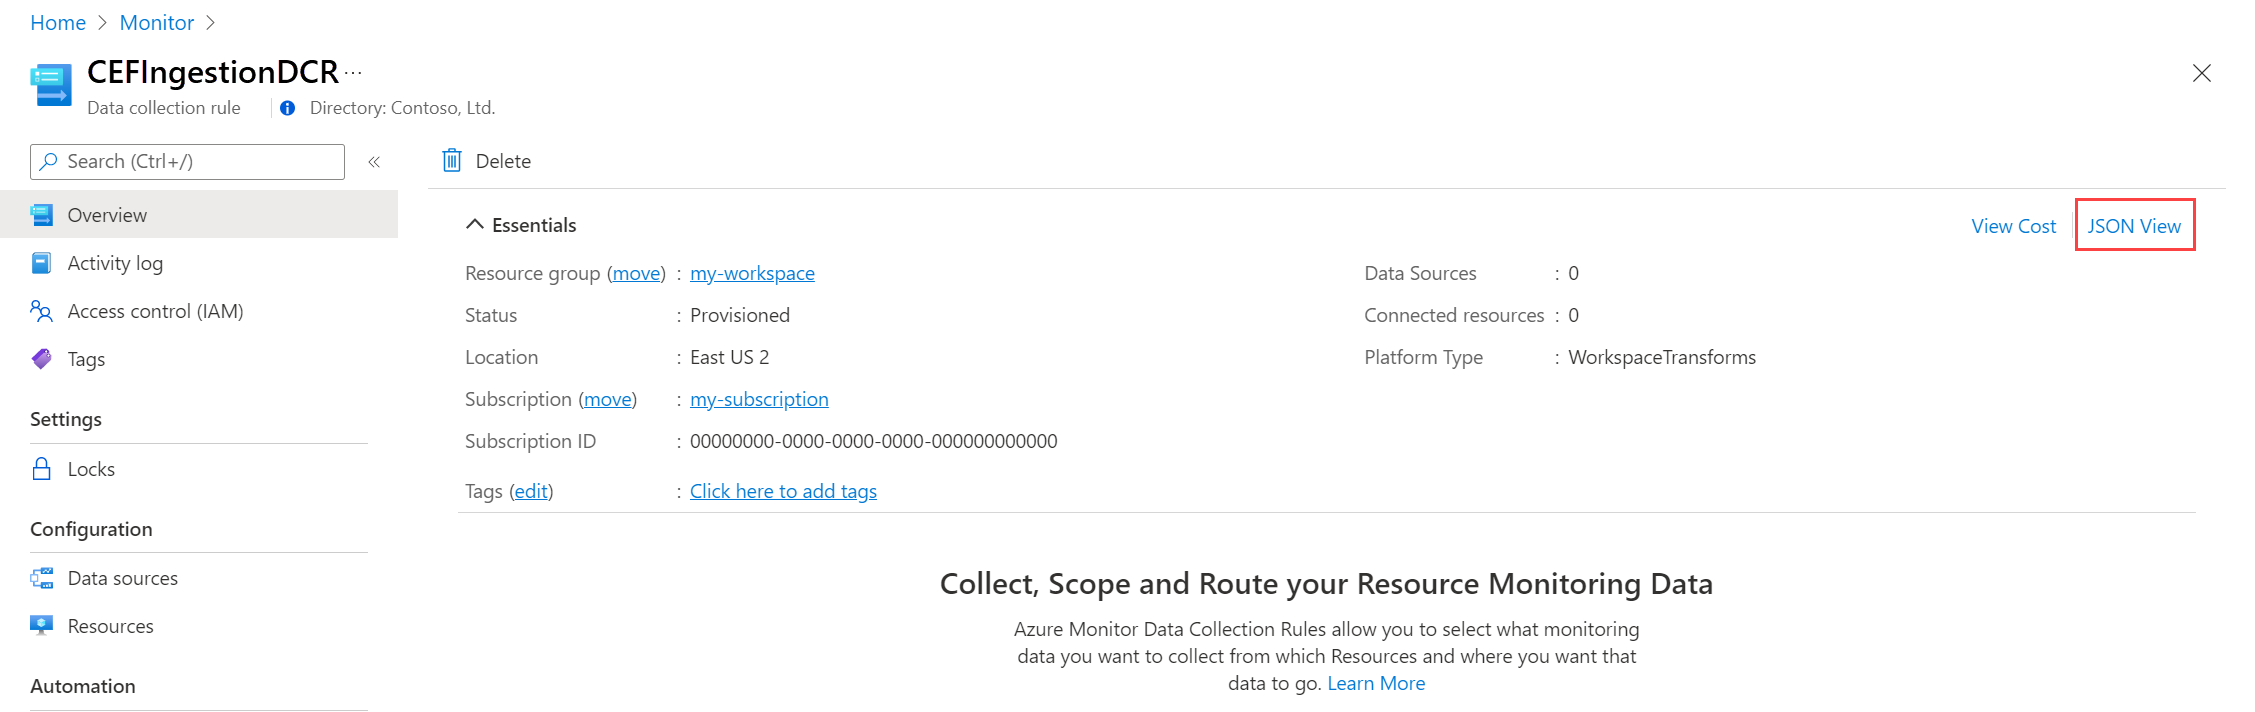 Home > Monitor >
CEFIngestionDCR ...
Data collection rule
Directory: Contoso, Ltd.
Search (Ctrl+/)
«
Overview
Activity log
Access control (IAM)
Tags
Settings
Locks
Configuration
Data sources
Resources
Automation
Delete
Essentials
View Cost
JSON View
Resource group (move) : my-workspace
Status : Provisioned
Location : East US 2
Subscription (move) : my-subscription
Subscription ID : 00000000-0000-0000-0000-000000000000
Tags (edit) : Click here to add tags
Data Sources : 0
Connected resources : 0
Platform Type : WorkspaceTransforms
Collect, Scope and Route your Resource Monitoring Data
Azure Monitor Data Collection Rules allow you to select what monitoring
data you want to collect from which Resources and where you want that
data to go. Learn More